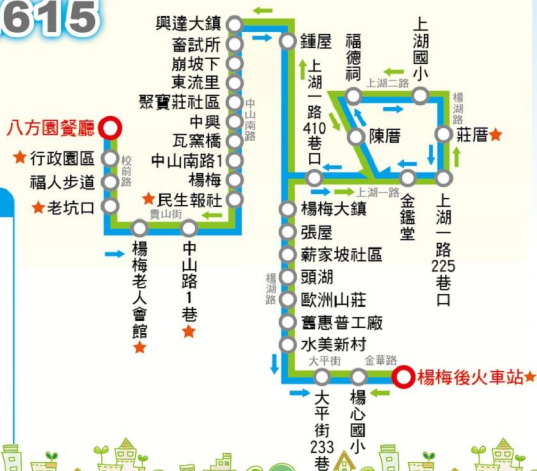 615
興達大鎮
畜試所
崩坡下
東流里
聚寶莊社區
中興
瓦窯橋
中山南路1
楊梅
★民生報社
中山南路
八方園餐廳
★行政園區
福人步道
★老坑口
校前路
貴山街
楊梅老人會館★
中山路1巷★
鍾屋
上湖一路410巷口
福德祠
上湖國小
上湖二路
楊湖路
陳厝
莊厝★
上湖一路
金鑑堂
上湖一路225巷口
楊梅大鎮
張屋
薪家坡社區
頭湖
歐洲山莊
舊惠普工廠
水美新村
楊湖路
大平街
金華路
楊梅後火車站★
大平街233巷
楊心國小